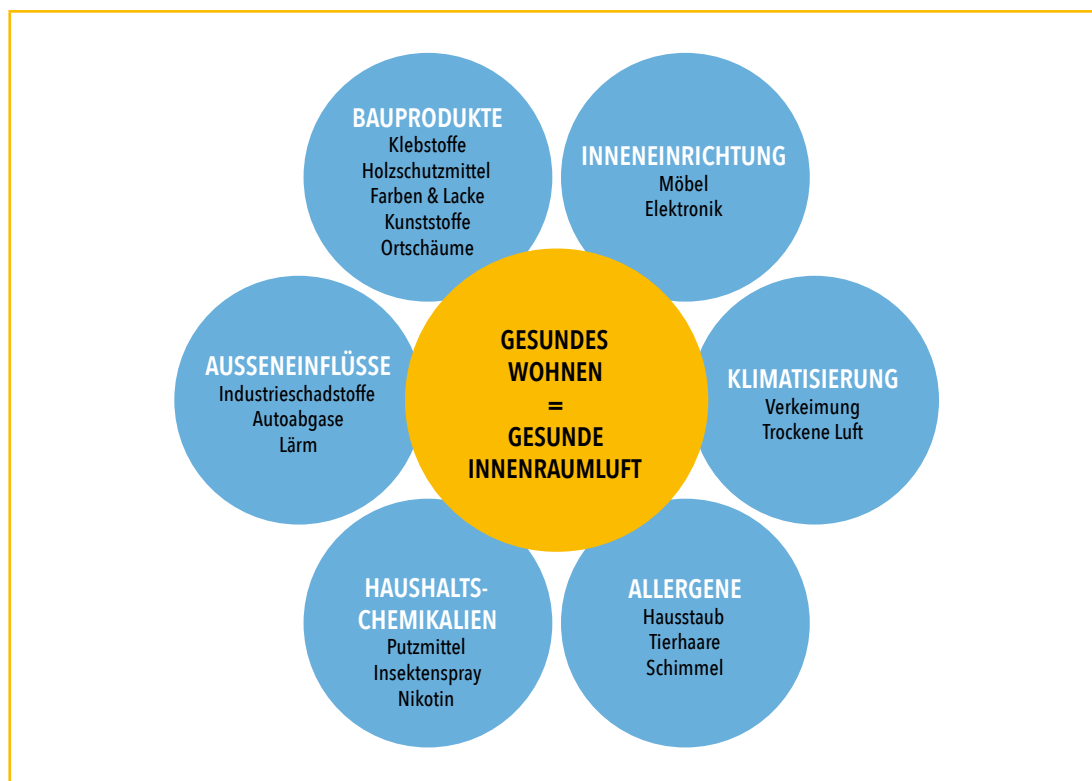 BAUPRODUKTE
Klebstoffe
Holzschutzmittel
Farben & Lacke
Kunststoffe
Ortschäume
INNENEINRICHTUNG
Möbel
Elektronik
AUSSENEINFLÜSSE
Industrieschadstoffe
Autoabgase
Lärm
GESUNDES
WOHNEN
=
GESUNDE
INNENRAUMLUFT
KLIMATISIERUNG
Verkeimung
Trockene Luft
HAUSHALTS-
CHEMIKALIEN
Putzmittel
Insektenspray
Nikotin
ALLERGENE
Hausstaub
Tierhaare
Schimmel